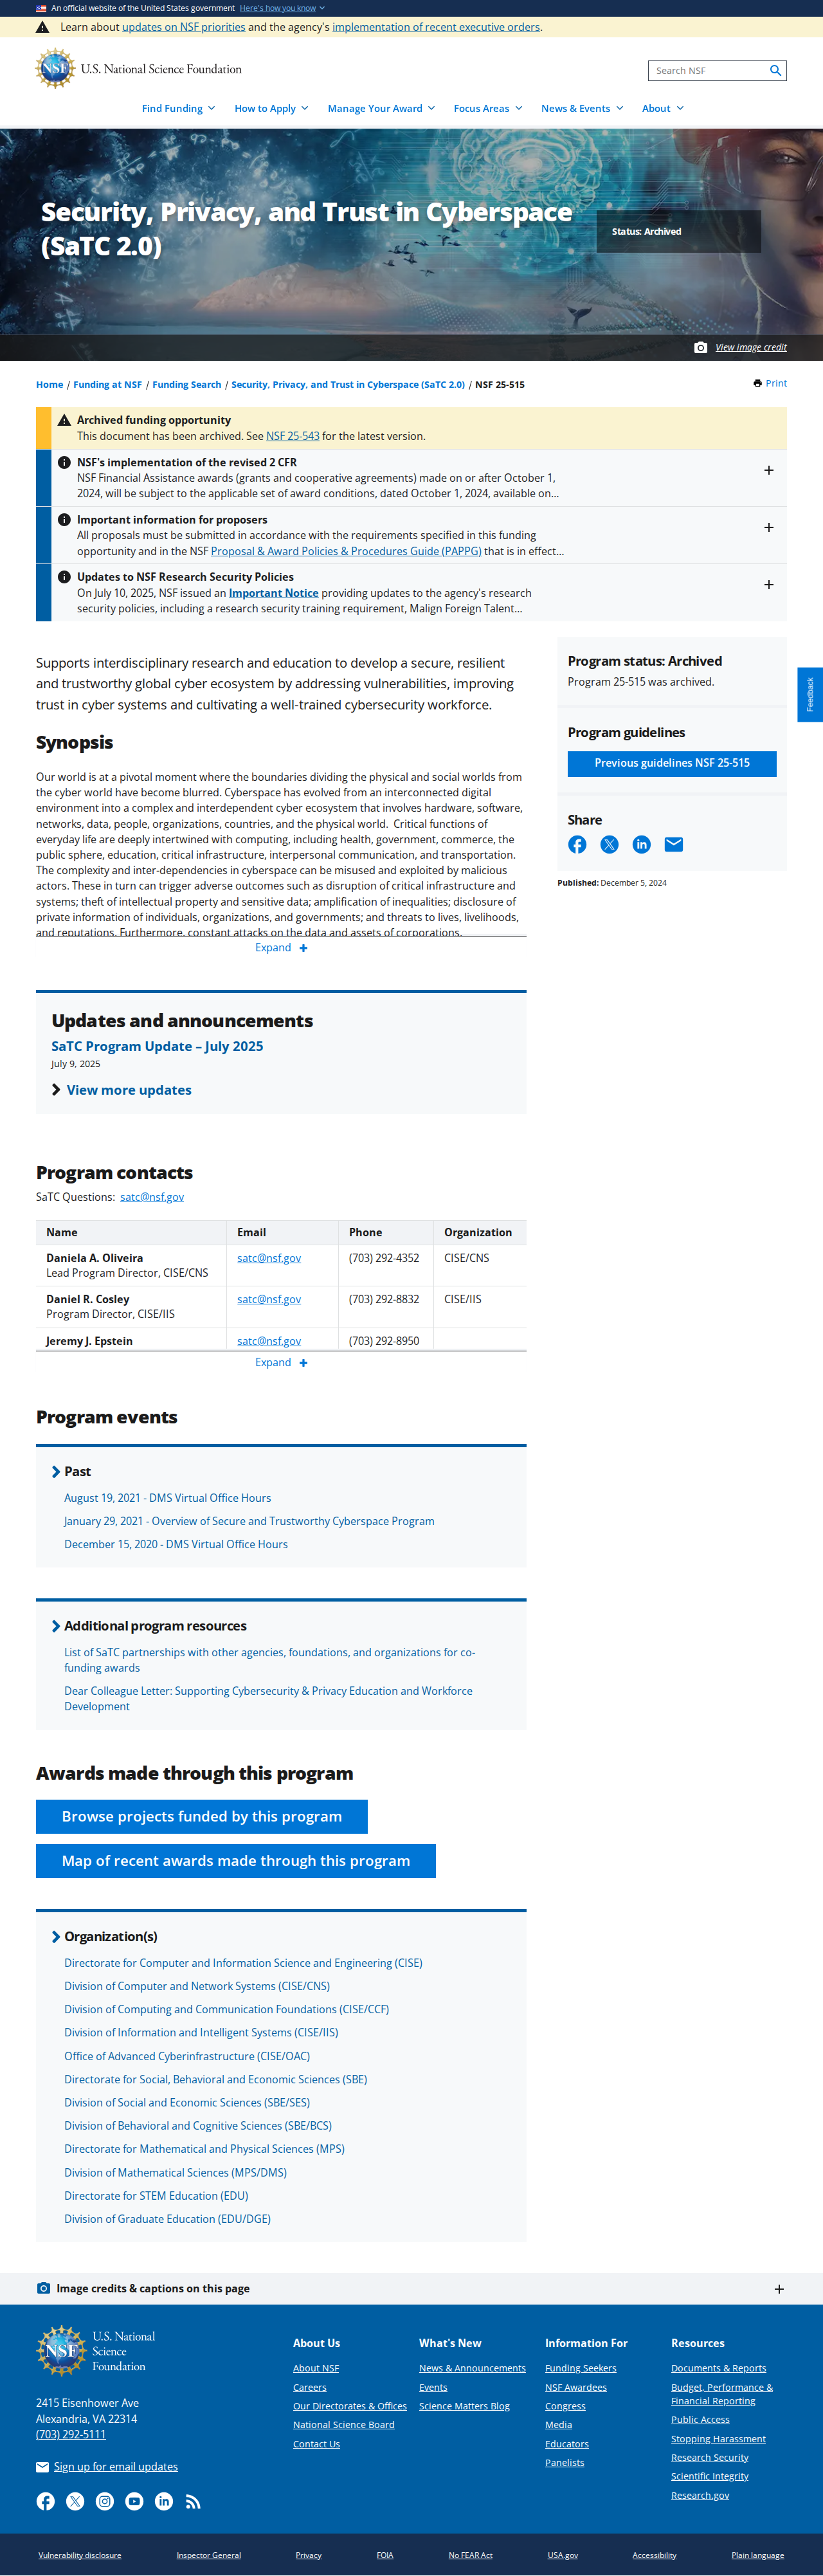 An official website of the United States government Here's how you know
Learn about updates on NSF priorities and the agency's implementation of recent executive orders.
NSF U.S. National Science Foundation
Search NSF
Find Funding How to Apply Manage Your Award Focus Areas News & Events About
Security, Privacy, and Trust in Cyberspace
(SaTC 2.0)
Status: Archived
View image credit
Home / Funding at NSF / Funding Search / Security, Privacy, and Trust in Cyberspace (SaTC 2.0) / NSF 25-515
Print
Archived funding opportunity
This document has been archived. See NSF 25-543 for the latest version.
NSF's implementation of the revised 2 CFR
NSF Financial Assistance awards (grants and cooperative agreements) made on or after October 1,
2024, will be subject to the applicable set of award conditions, dated October 1, 2024, available on...
Important information for proposers
All proposals must be submitted in accordance with the requirements specified in this funding
opportunity and in the NSF Proposal & Award Policies & Procedures Guide (PAPPG) that is in effect...
Updates to NSF Research Security Policies
On July 10, 2025, NSF issued an Important Notice providing updates to the agency's research
security policies, including a research security training requirement, Malign Foreign Talent...
Supports interdisciplinary research and education to develop a secure, resilient
and trustworthy global cyber ecosystem by addressing vulnerabilities, improving
trust in cyber systems and cultivating a well-trained cybersecurity workforce.
Synopsis
Our world is at a pivotal moment where the boundaries dividing the physical and social worlds from
the cyber world have become blurred. Cyberspace has evolved from an interconnected digital
environment into a complex and interdependent cyber ecosystem that involves hardware, software,
networks, data, people, organizations, countries, and the physical world.  Critical functions of
everyday life are deeply intertwined with computing, including health, government, commerce, the
public sphere, education, critical infrastructure, interpersonal communication, and transportation.
The complexity and inter-dependencies in cyberspace can be misused and exploited by malicious
actors. These in turn can trigger adverse outcomes such as disruption of critical infrastructure and
systems; theft of intellectual property and sensitive data; amplification of inequalities; disclosure of
private information of individuals, organizations, and governments; and threats to lives, livelihoods,
and reputations. Furthermore, constant attacks on the data and assets of corporations,
Expand
Program status: Archived
Program 25-515 was archived.
Program guidelines
Previous guidelines NSF 25-515
Share
Published: December 5, 2024
Feedback
Updates and announcements
SaTC Program Update – July 2025
July 9, 2025
View more updates
Program contacts
SaTC Questions: satc@nsf.gov
Name Email Phone Organization
Daniela A. Oliveira satc@nsf.gov (703) 292-4352 CISE/CNS
Lead Program Director, CISE/CNS
Daniel R. Cosley satc@nsf.gov (703) 292-8832 CISE/IIS
Program Director, CISE/IIS
Jeremy J. Epstein satc@nsf.gov (703) 292-8950
Expand
Program events
Past
August 19, 2021 - DMS Virtual Office Hours
January 29, 2021 - Overview of Secure and Trustworthy Cyberspace Program
December 15, 2020 - DMS Virtual Office Hours
Additional program resources
List of SaTC partnerships with other agencies, foundations, and organizations for co-
funding awards
Dear Colleague Letter: Supporting Cybersecurity & Privacy Education and Workforce
Development
Awards made through this program
Browse projects funded by this program
Map of recent awards made through this program
Organization(s)
Directorate for Computer and Information Science and Engineering (CISE)
Division of Computer and Network Systems (CISE/CNS)
Division of Computing and Communication Foundations (CISE/CCF)
Division of Information and Intelligent Systems (CISE/IIS)
Office of Advanced Cyberinfrastructure (CISE/OAC)
Directorate for Social, Behavioral and Economic Sciences (SBE)
Division of Social and Economic Sciences (SBE/SES)
Division of Behavioral and Cognitive Sciences (SBE/BCS)
Directorate for Mathematical and Physical Sciences (MPS)
Division of Mathematical Sciences (MPS/DMS)
Directorate for STEM Education (EDU)
Division of Graduate Education (EDU/DGE)
Image credits & captions on this page
NSF
U.S. National
Science
Foundation
2415 Eisenhower Ave
Alexandria, VA 22314
(703) 292-5111
Sign up for email updates
About Us
About NSF
Careers
Our Directorates & Offices
National Science Board
Contact Us
What's New
News & Announcements
Events
Science Matters Blog
Information For
Funding Seekers
NSF Awardees
Congress
Media
Educators
Panelists
Resources
Documents & Reports
Budget, Performance &
Financial Reporting
Public Access
Stopping Harassment
Research Security
Scientific Integrity
Research.gov
Vulnerability disclosure Inspector General Privacy FOIA No FEAR Act USA.gov Accessibility Plain language